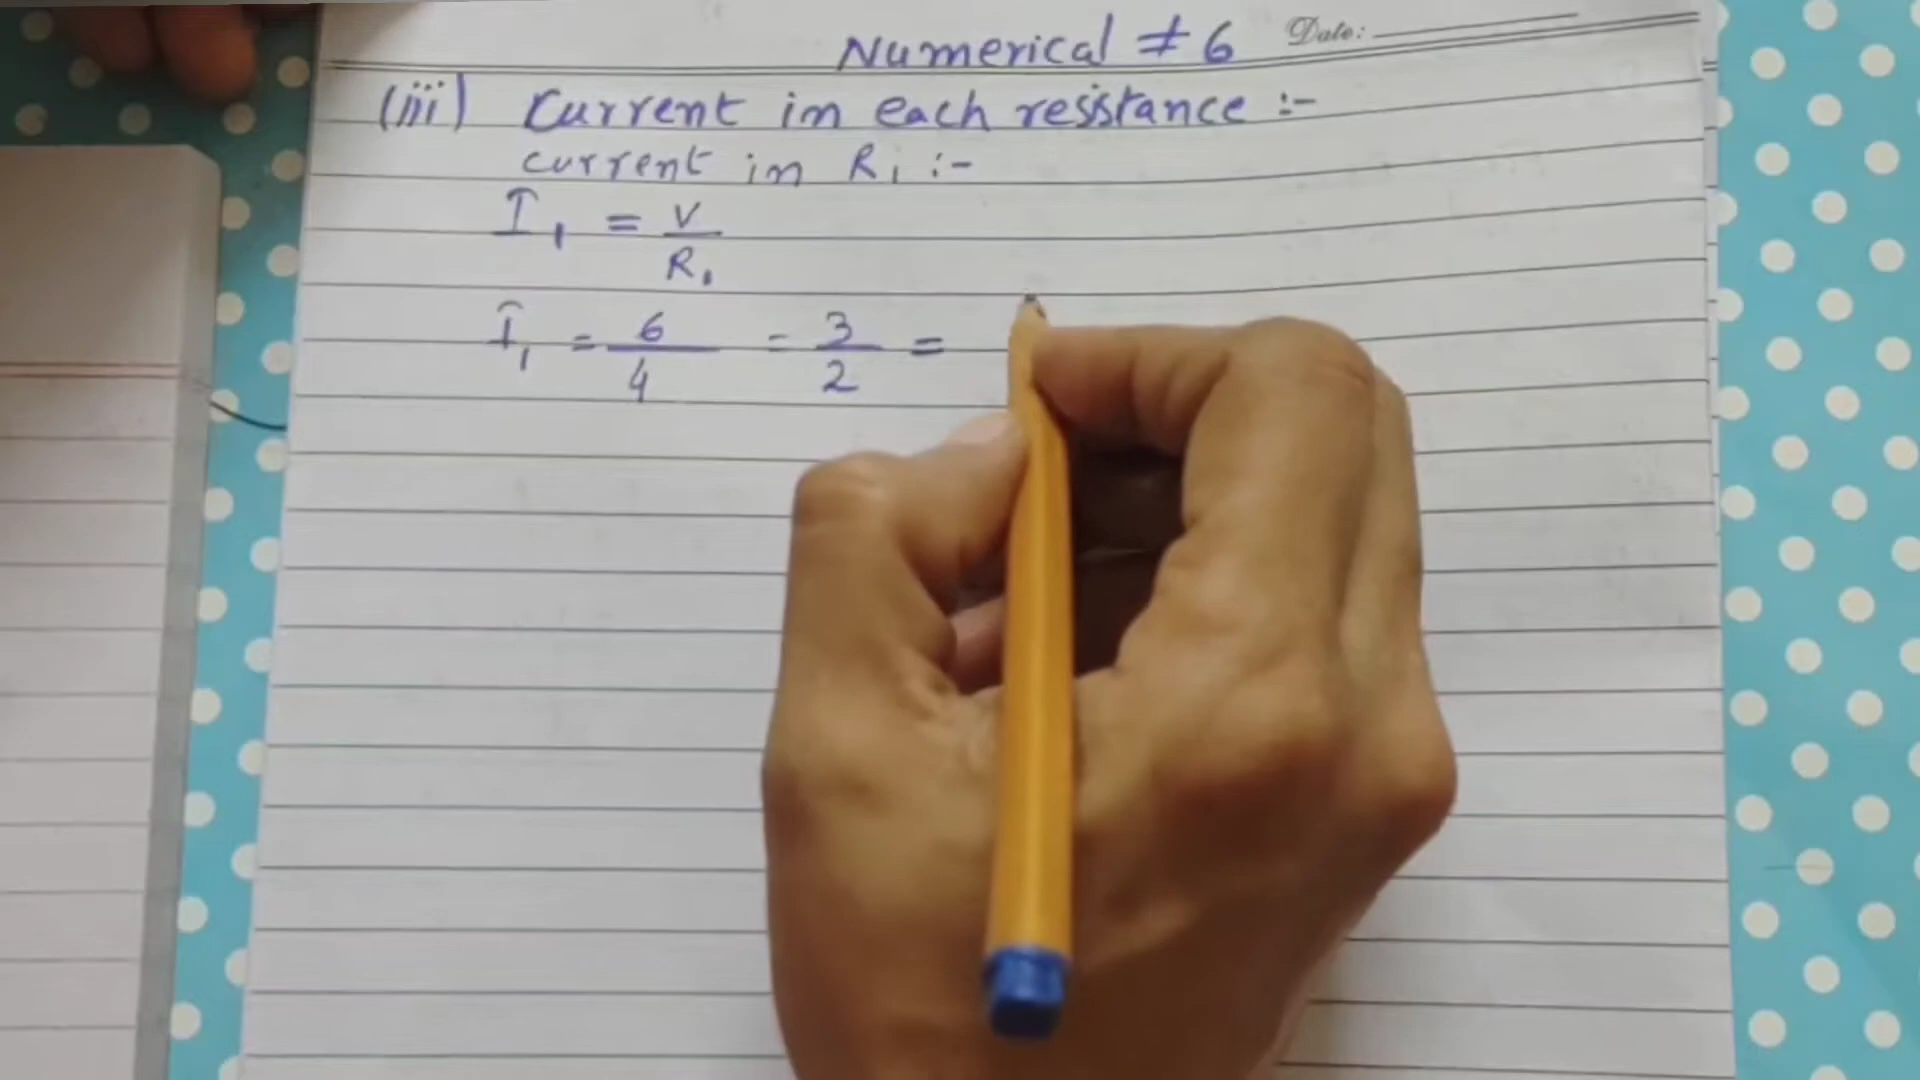 Numerical # 6 Date:
(iii) Current in each resistance :-
current in R₁ :-
I₁ = V/R₁
I₁ = 6/4 = 3/2 =